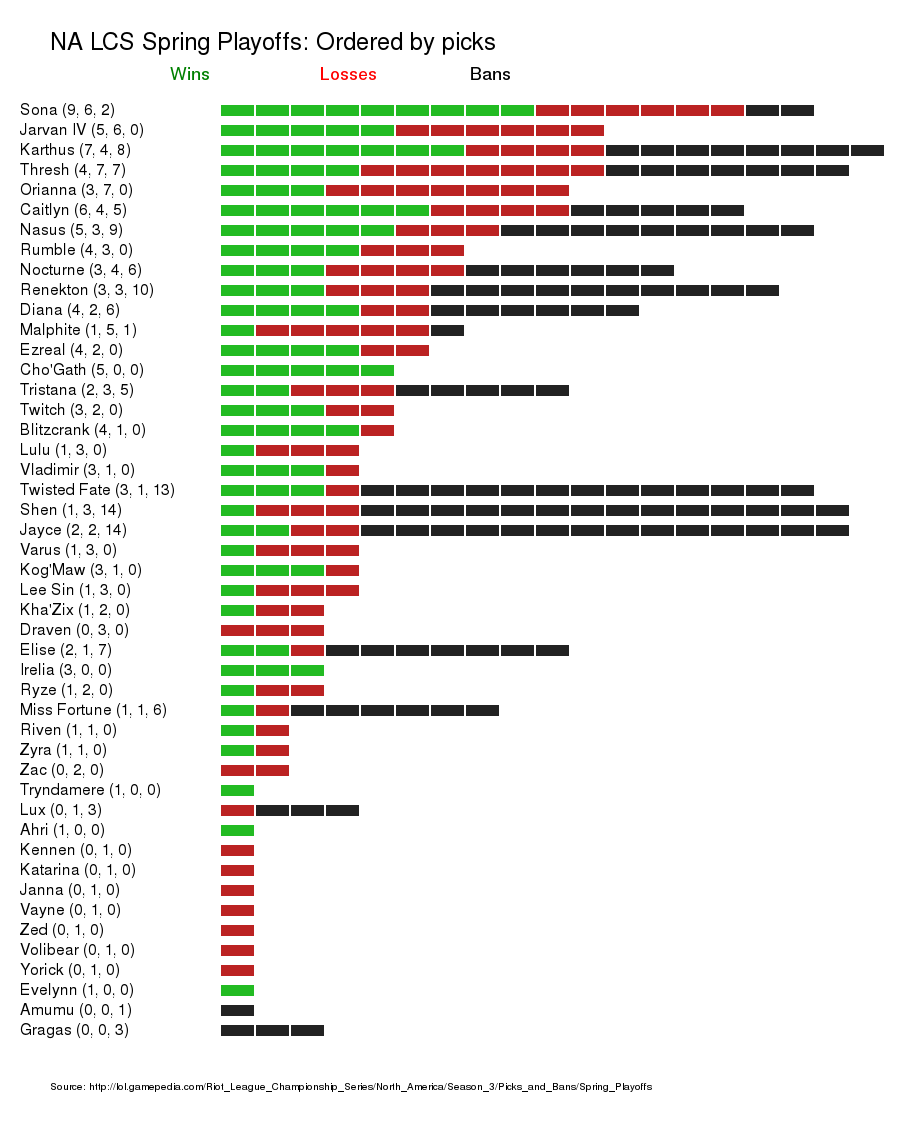 NA LCS Spring Playoffs: Ordered by picks
Wins Losses Bans
Sona (9, 6, 2)
Jarvan IV (5, 6, 0)
Karthus (7, 4, 8)
Thresh (4, 7, 7)
Orianna (3, 7, 0)
Caitlyn (6, 4, 5)
Nasus (5, 3, 9)
Rumble (4, 3, 0)
Nocturne (3, 4, 6)
Renekton (3, 3, 10)
Diana (4, 2, 6)
Malphite (1, 5, 1)
Ezreal (4, 2, 0)
Cho'Gath (5, 0, 0)
Tristana (2, 3, 5)
Twitch (3, 2, 0)
Blitzcrank (4, 1, 0)
Lulu (1, 3, 0)
Vladimir (3, 1, 0)
Twisted Fate (3, 1, 13)
Shen (1, 3, 14)
Jayce (2, 2, 14)
Varus (1, 3, 0)
Kog'Maw (3, 1, 0)
Lee Sin (1, 3, 0)
Kha'Zix (1, 2, 0)
Draven (0, 3, 0)
Elise (2, 1, 7)
Irelia (3, 0, 0)
Ryze (1, 2, 0)
Miss Fortune (1, 1, 6)
Riven (1, 1, 0)
Zyra (1, 1, 0)
Zac (0, 2, 0)
Tryndamere (1, 0, 0)
Lux (0, 1, 3)
Ahri (1, 0, 0)
Kennen (0, 1, 0)
Katarina (0, 1, 0)
Janna (0, 1, 0)
Vayne (0, 1, 0)
Zed (0, 1, 0)
Volibear (0, 1, 0)
Yorick (0, 1, 0)
Evelynn (1, 0, 0)
Amumu (0, 0, 1)
Gragas (0, 0, 3)
Source: http://lol.gamepedia.com/Riot_League_Championship_Series/North_America/Season_3/Picks_and_Bans/Spring_Playoffs